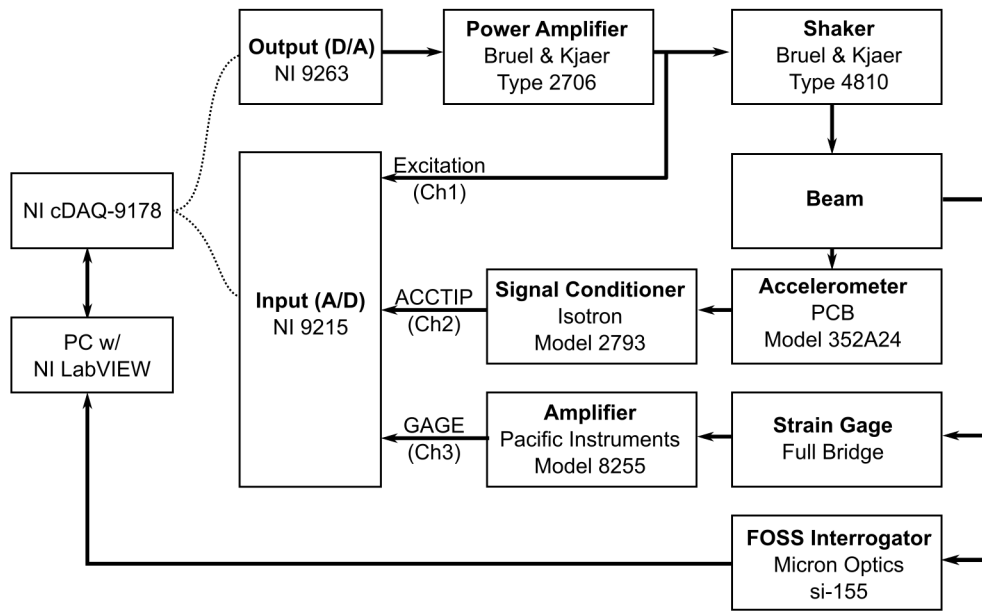 Output (D/A)
NI 9263
Power Amplifier
Bruel & Kjaer
Type 2706
Shaker
Bruel & Kjaer
Type 4810
Excitation
(Ch1)
NI cDAQ-9178
Beam
Input (A/D)
NI 9215
ACCTIP
(Ch2)
Signal Conditioner
Isotron
Model 2793
Accelerometer
PCB
Model 352A24
PC w/
NI LabVIEW
GAGE
(Ch3)
Amplifier
Pacific Instruments
Model 8255
Strain Gage
Full Bridge
FOSS Interrogator
Micron Optics
si-155